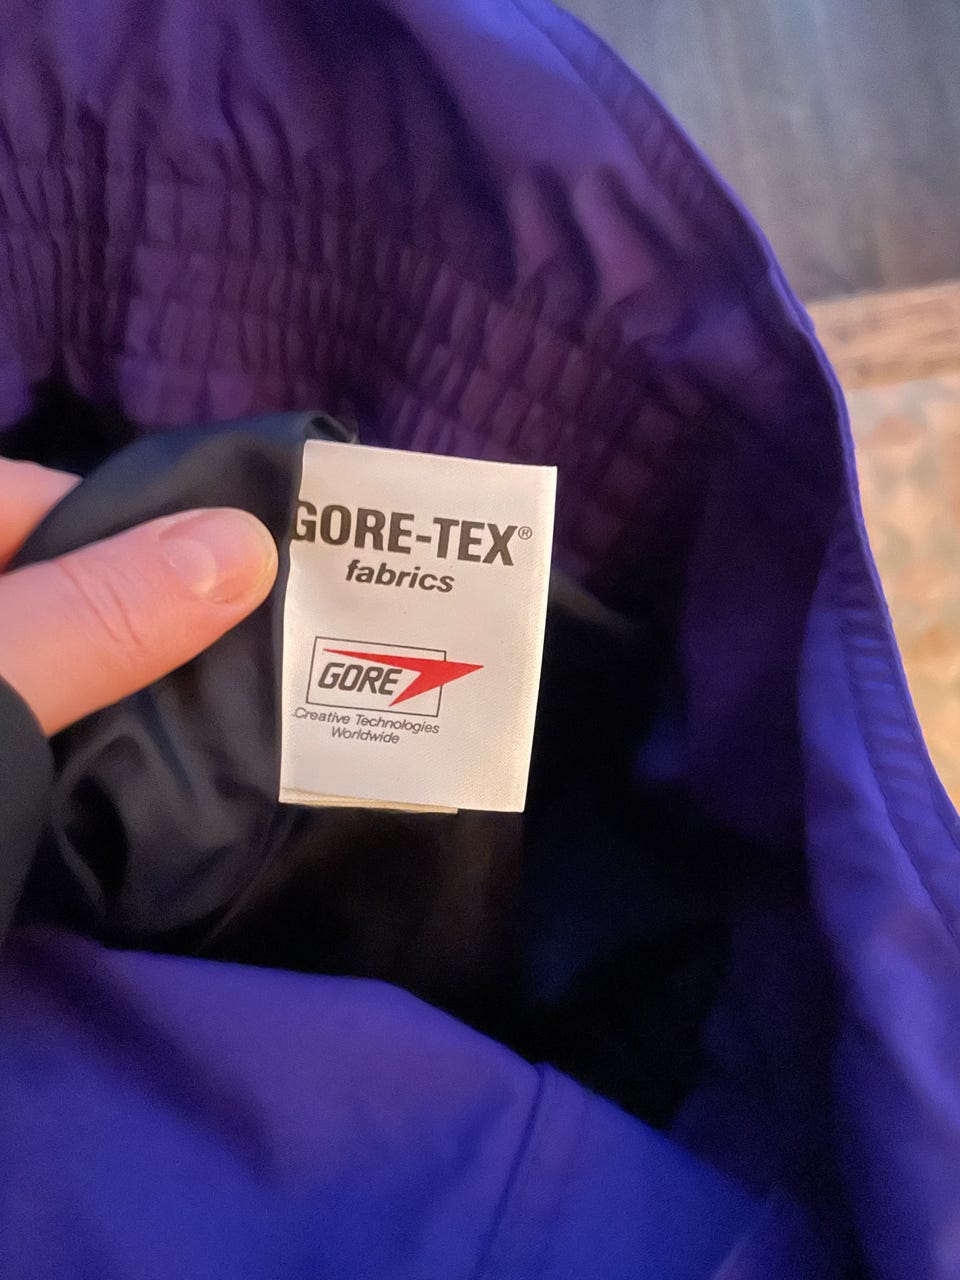 GORE-TEX®
fabrics
GORE
Creative Technologies
Worldwide